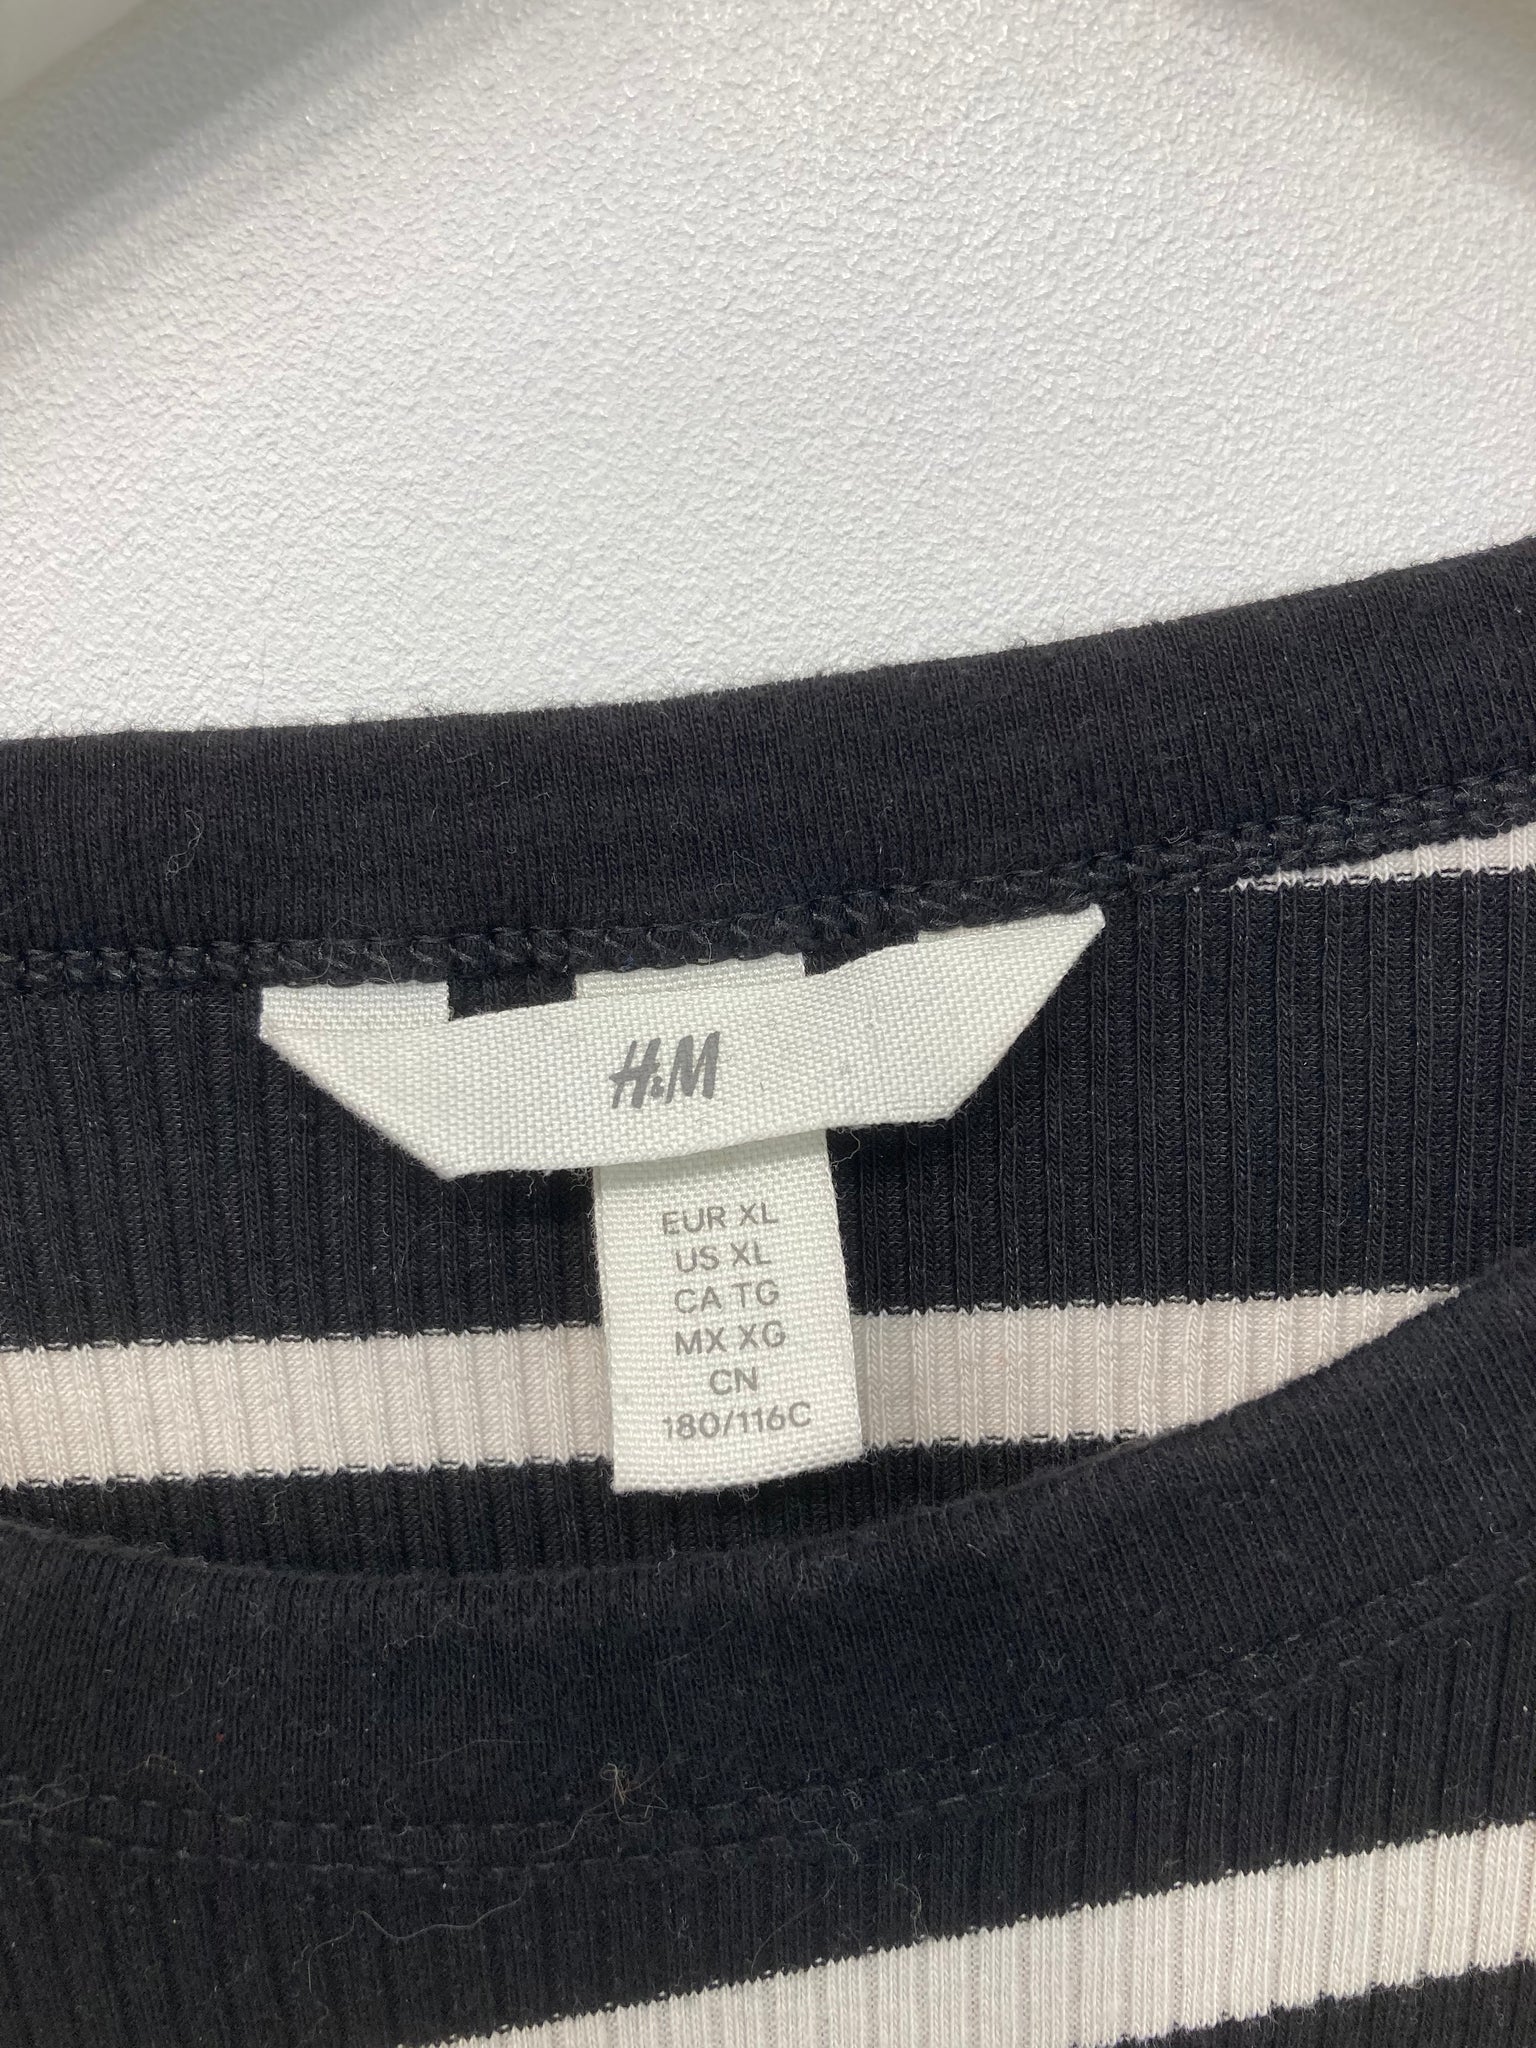 H&M
EUR XL
US XL
CA TG
MX XG
CN
180/116C